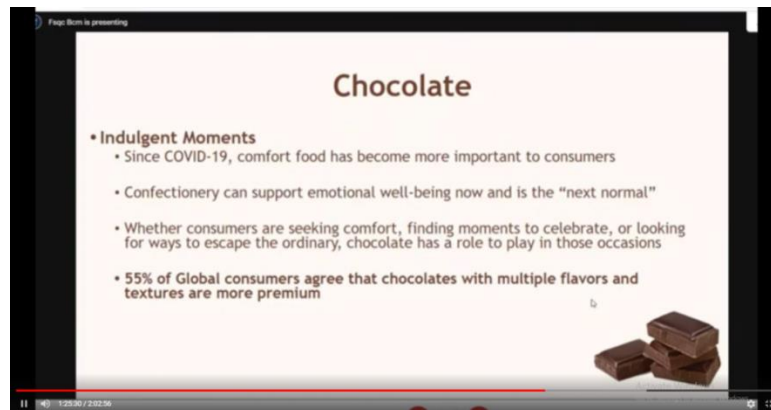 Fsqc Bcm is presenting
Chocolate
• Indulgent Moments
• Since COVID-19, comfort food has become more important to consumers
• Confectionery can support emotional well-being now and is the “next normal”
• Whether consumers are seeking comfort, finding moments to celebrate, or looking
for ways to escape the ordinary, chocolate has a role to play in those occasions
• 55% of Global consumers agree that chocolates with multiple flavors and
textures are more premium
1:25:30 / 2:02:56